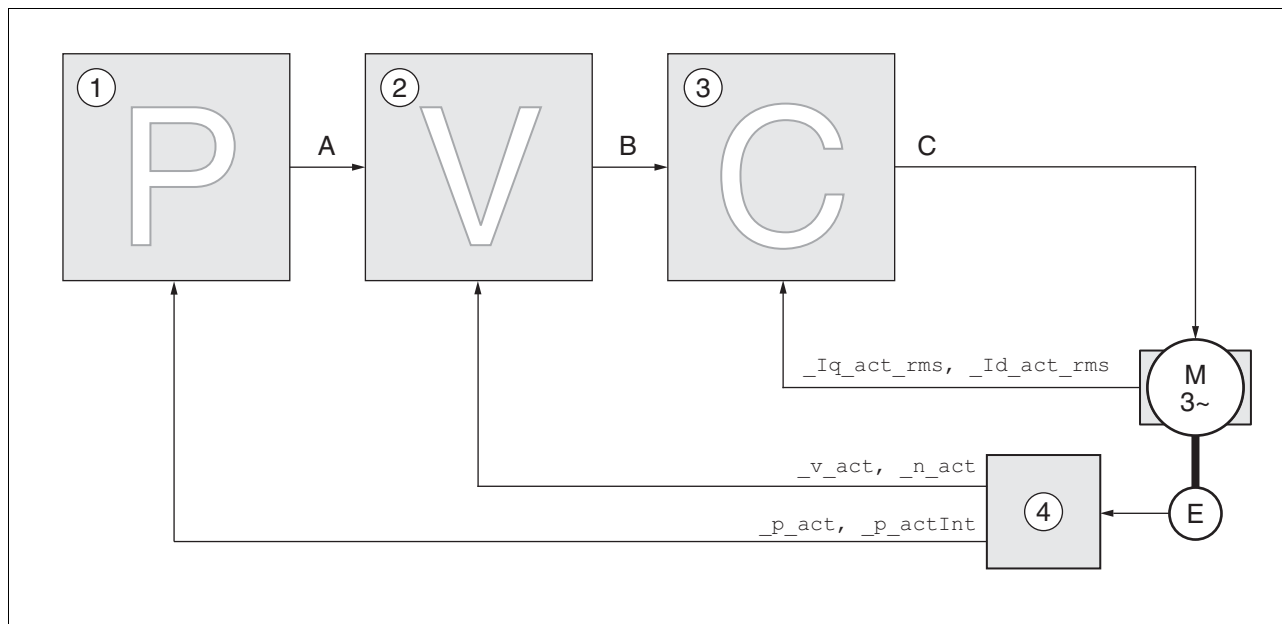 1
P
A
2
V
B
3
C
C
_Iq_act_rms, _Id_act_rms
M
3~
_v_act, _n_act
4
E
_p_act, _p_actInt